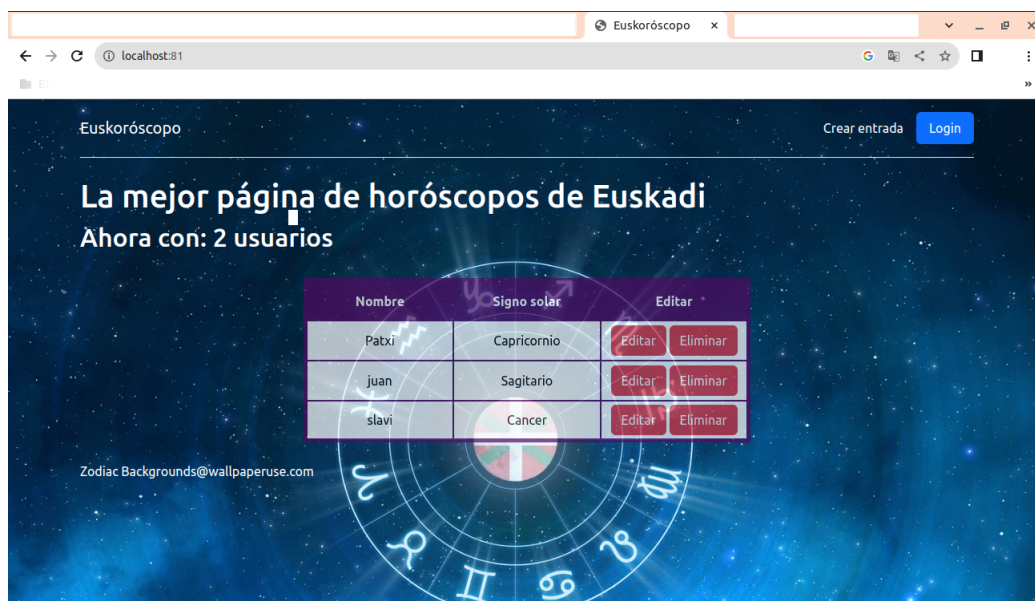 Euskoróscopo
localhost:81
Euskoróscopo Crear entrada Login
La mejor página de horóscopos de Euskadi
Ahora con: 2 usuarios
Nombre Signo solar Editar
Patxi Capricornio Editar Eliminar
juan Sagitario Editar Eliminar
slavi Cancer Editar Eliminar
Zodiac Backgrounds@wallpaperuse.com